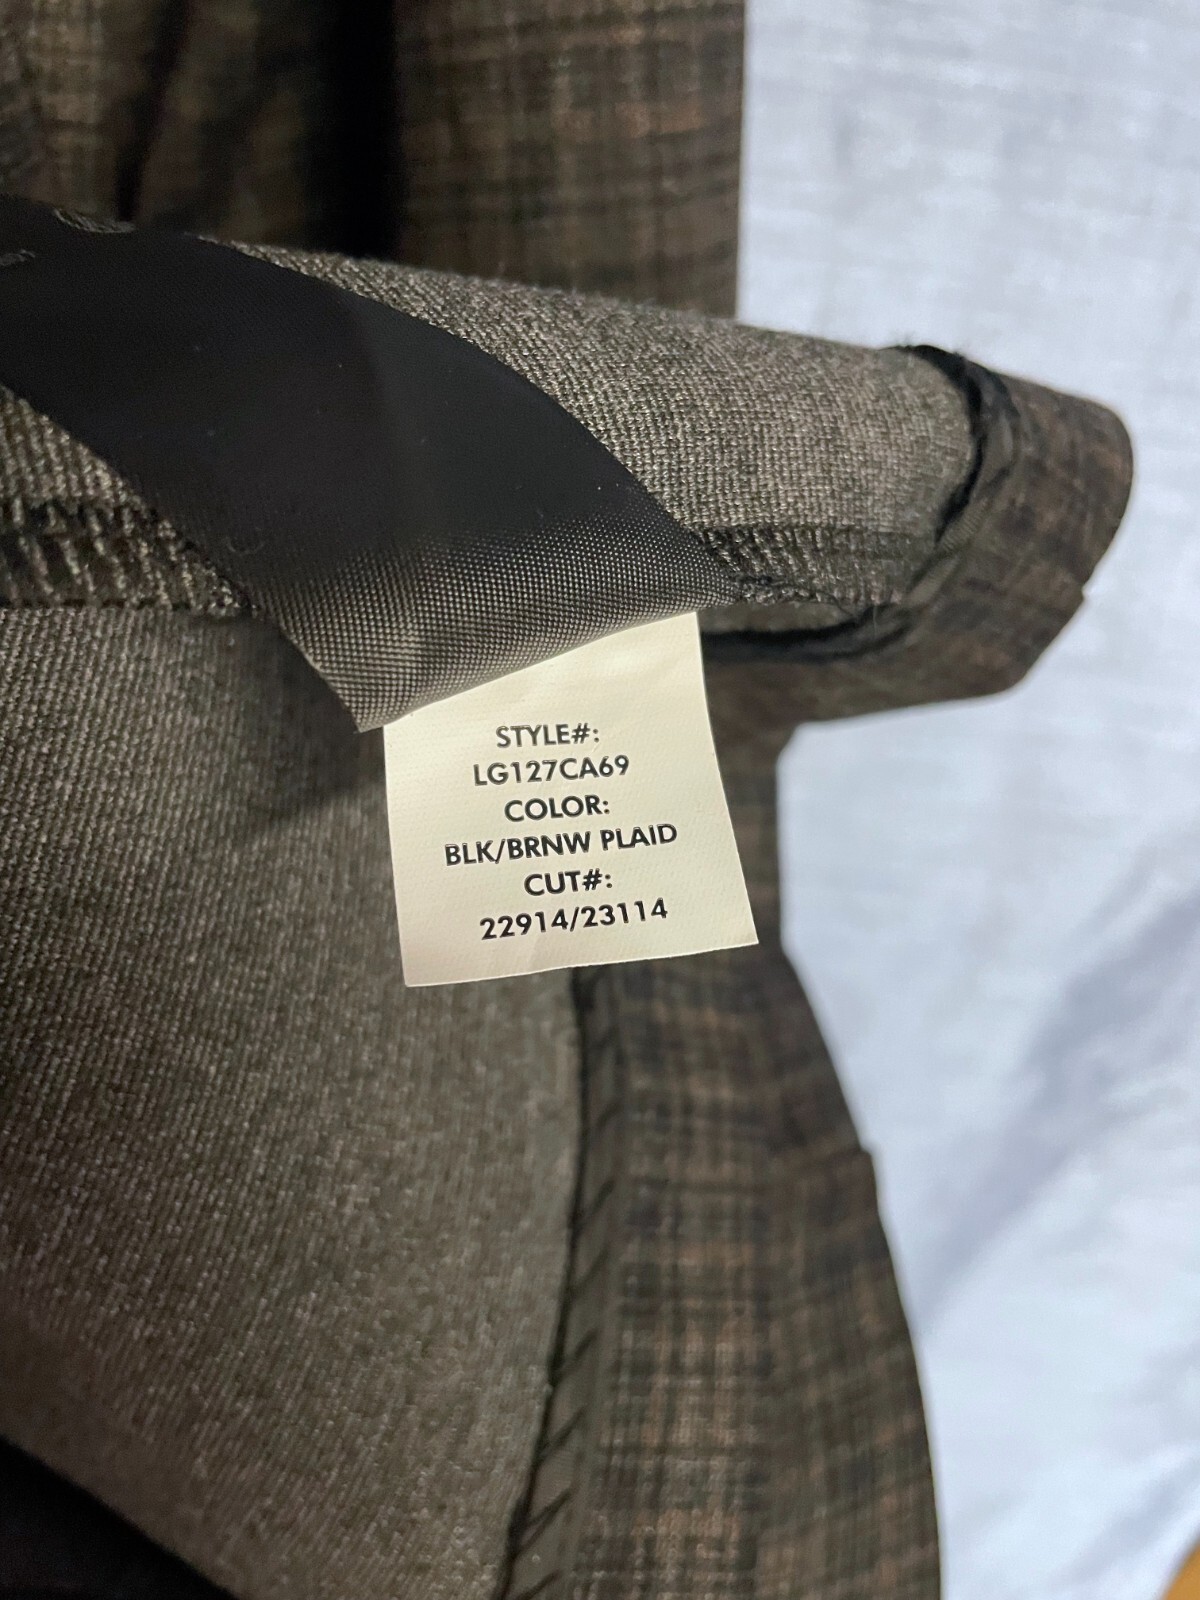 STYLE#:
LG127CA69
COLOR:
BLK/BRNW PLAID
CUT#:
22914/23114